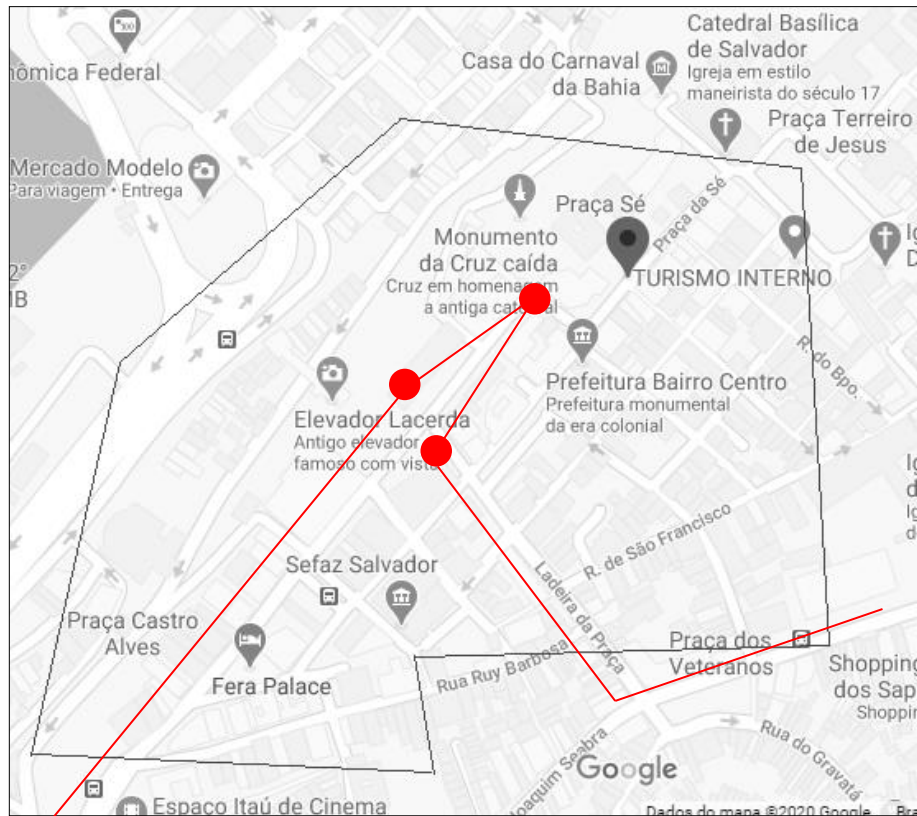 Catedral Basílica
de Salvador
Igreja em estilo
maneirista do século 17
nômica Federal
Casa do Carnaval
da Bahia
Praça Terreiro
de Jesus
Mercado Modelo
Para viagem • Entrega
Praça Sé
Praça da Sé
Monumento
da Cruz caída
Cruz em homenagem
a antiga catedral
TURISMO INTERNO
2°
MB
R. do Bpo.
Prefeitura Bairro Centro
Prefeitura monumental
da era colonial
Elevador Lacerda
Antigo elevador
famoso com vista
R. de São Francisco
Sefaz Salvador
Ladeira da Praça
Praça Castro
Alves
Praça dos
Veteranos
Rua Ruy Barbosa
Fera Palace
Shopping
dos Sap
Shoppin
Rua do Gravatá
Joaquim Seabra
Google
Espaço Itaú de Cinema
Dados do mapa ©2020 Google
Bra